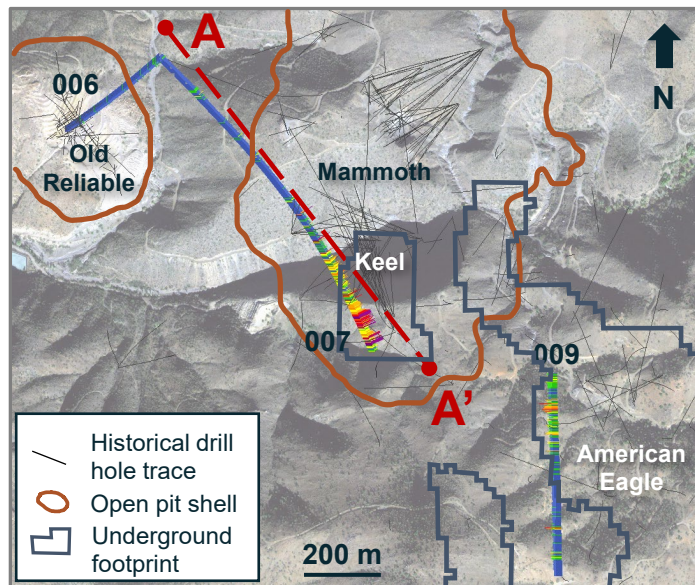 A
006
N
Old
Reliable
Mammoth
Keel
007
009
A’
American
Eagle
Historical drill
hole trace
Open pit shell
Underground
footprint
200 m